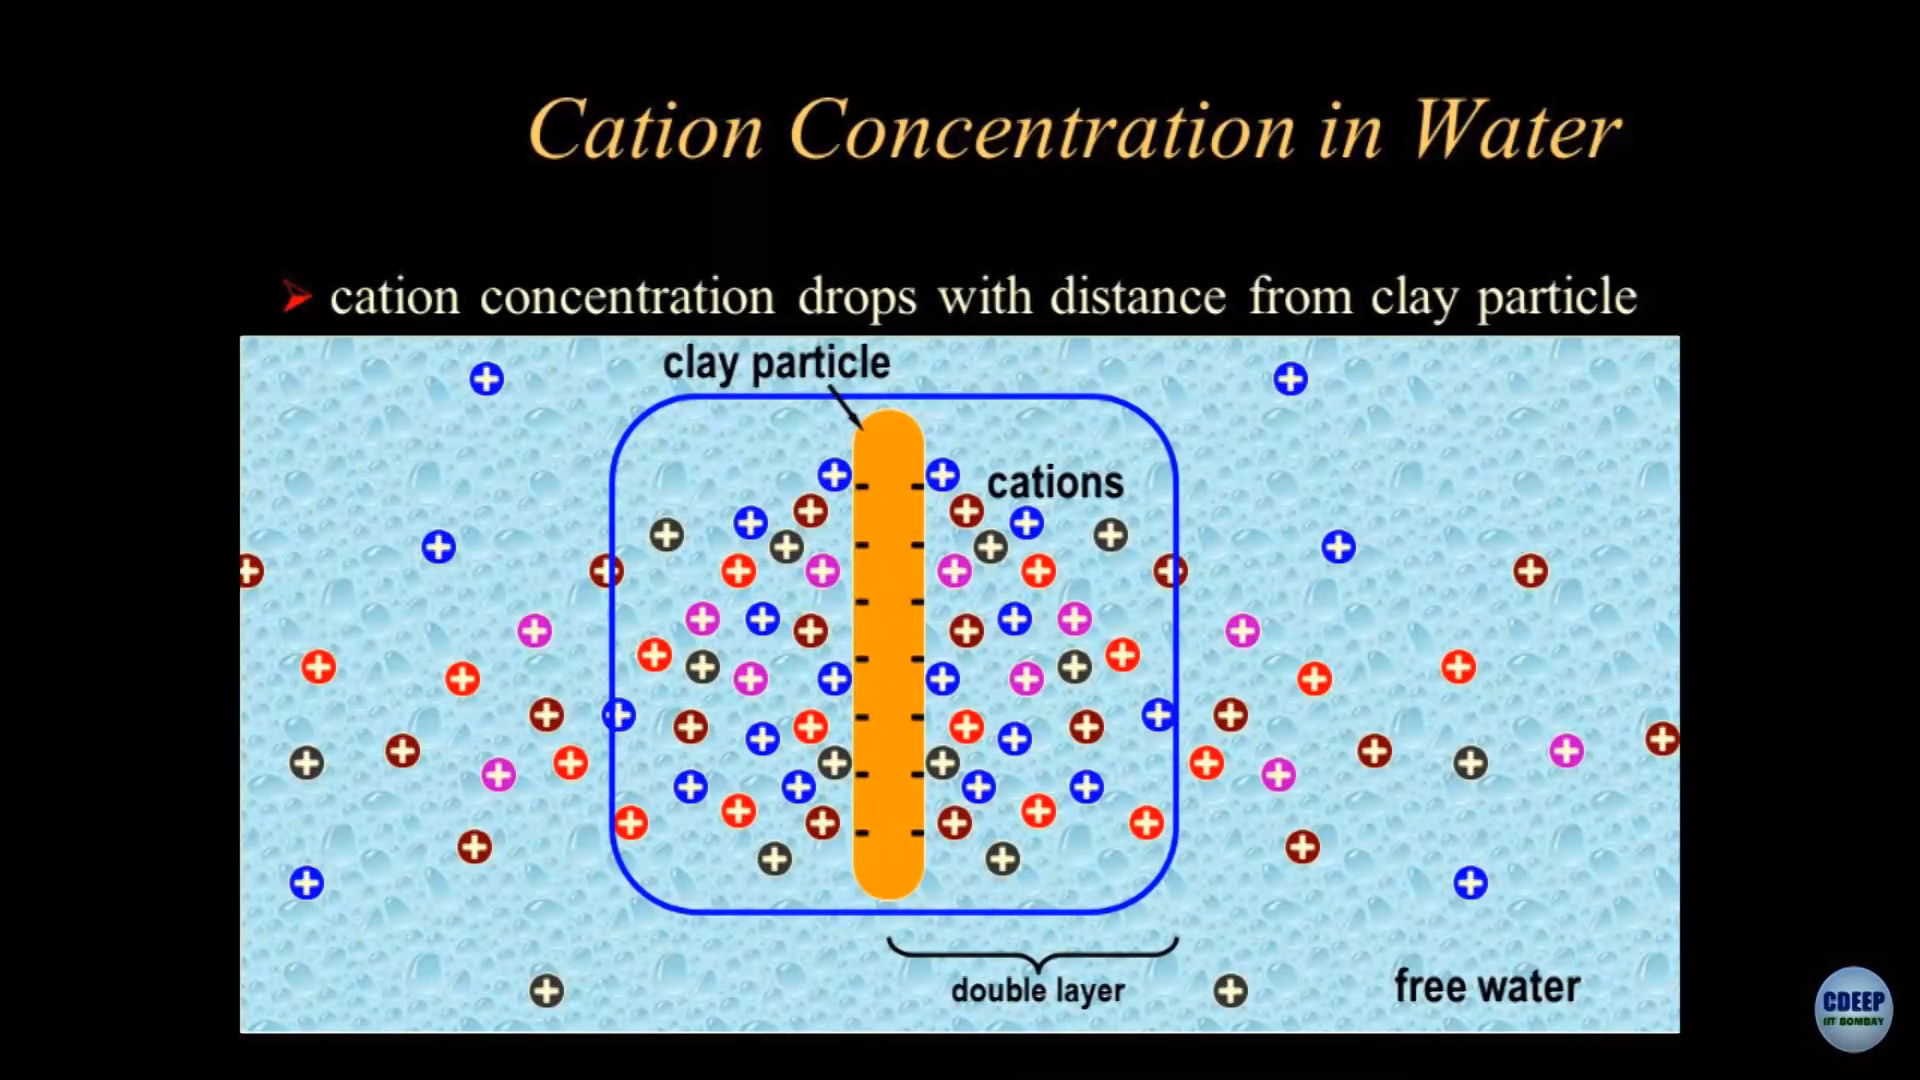 Cation Concentration in Water
cation concentration drops with distance from clay particle
clay particle
cations
double layer
free water
CDEEP
IIT BOMBAY